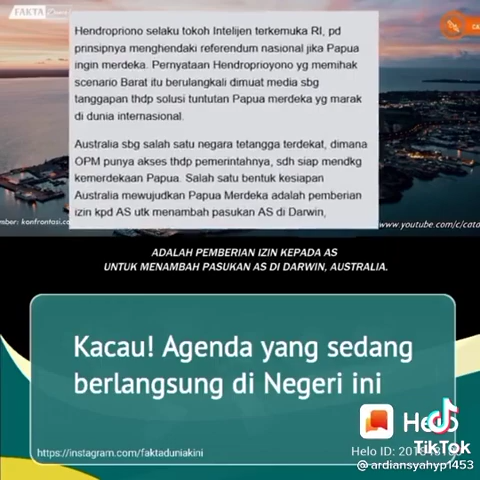 FAKTA Dunia
Hendropriono selaku tokoh Intelijen terkemuka RI, pd
prinsipnya menghendaki referendum nasional jika Papua
ingin merdeka. Pernyataan Hendroprioyono yg memihak
scenario Barat itu berulangkali dimuat media sbg
tanggapan thdp solusi tuntutan Papua merdeka yg marak
di dunia internasional.
Australia sbg salah satu negara tetangga terdekat, dimana
OPM punya akses thdp pemerintahnya, sdh siap mendkg
kemerdekaan Papua. Salah satu bentuk kesiapan
Australia mewujudkan Papua Merdeka adalah pemberian
izin kpd AS utk menambah pasukan AS di Darwin,
mber: konfrontasi.co
www.youtube.com/c/cato
ADALAH PEMBERIAN IZIN KEPADA AS
UNTUK MENAMBAH PASUKAN AS DI DARWIN, AUSTRALIA.
Kacau! Agenda yang sedang
berlangsung di Negeri ini
Helo
https://instagram.com/faktaduniakini
TikTok
@ardiansyahyp1453